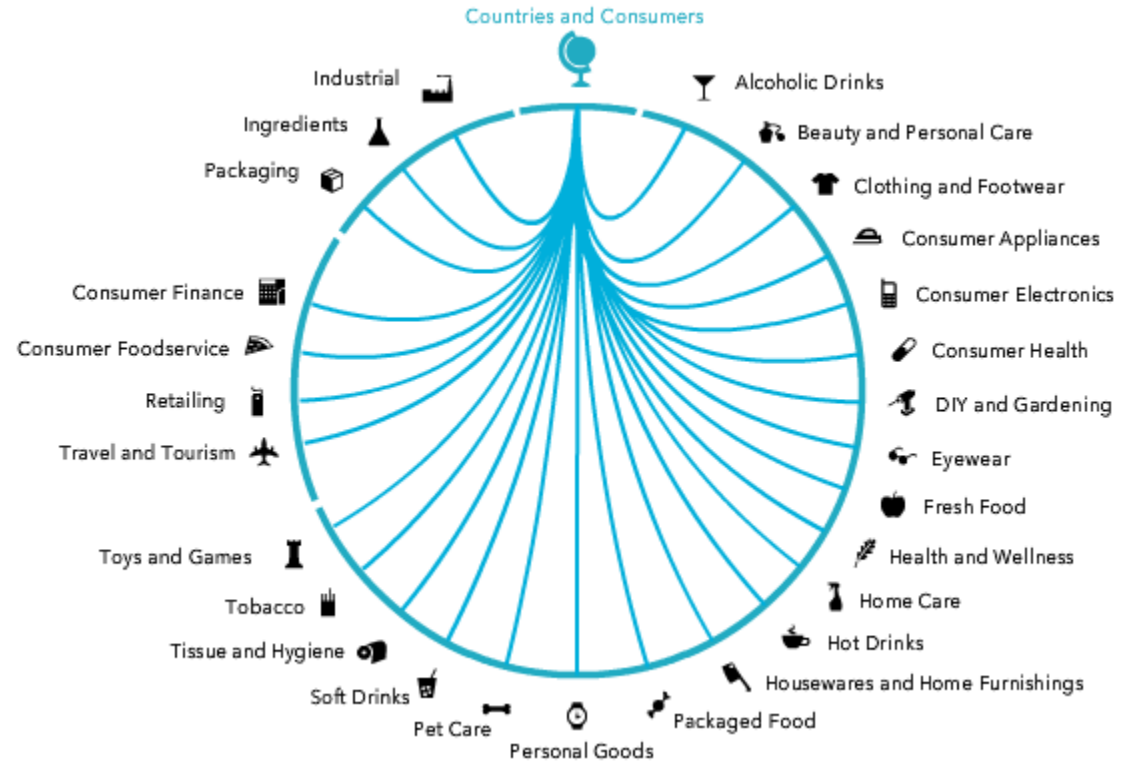 Countries and Consumers
Alcoholic Drinks
Beauty and Personal Care
Clothing and Footwear
Consumer Appliances
Consumer Electronics
Consumer Health
DIY and Gardening
Eyewear
Fresh Food
Health and Wellness
Home Care
Hot Drinks
Housewares and Home Furnishings
Packaged Food
Personal Goods
Pet Care
Soft Drinks
Tissue and Hygiene
Tobacco
Toys and Games
Travel and Tourism
Retailing
Consumer Foodservice
Consumer Finance
Packaging
Ingredients
Industrial